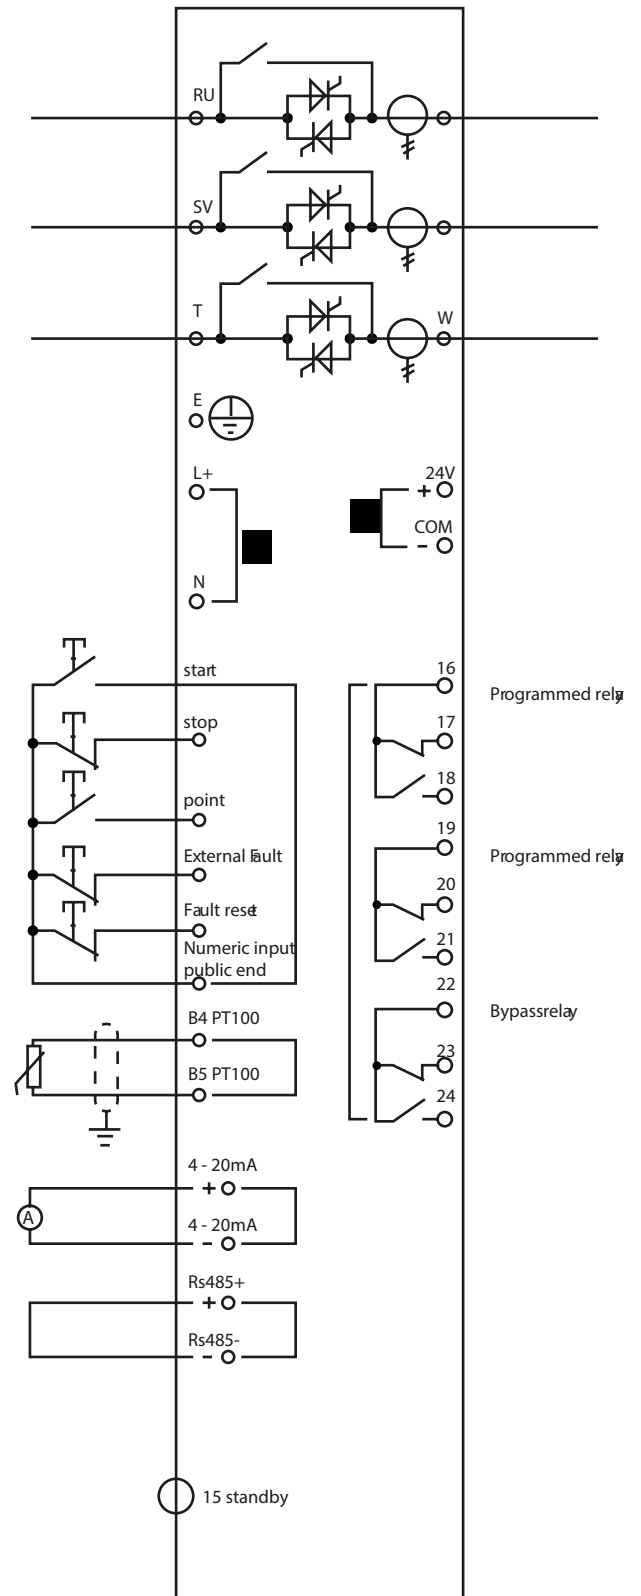 RU
SV
T
W
E
L+
24V
+
COM
-
N
start
16
Programmed relay
stop
17
point
18
19
External Fault
Programmed relay
20
Fault reset
21
Numeric input
public end
22
Bypassrelay
B4 PT100
23
B5 PT100
24
4 - 20mA
+
A
4 - 20mA
-
Rs485+
+
Rs485-
-
15 standby